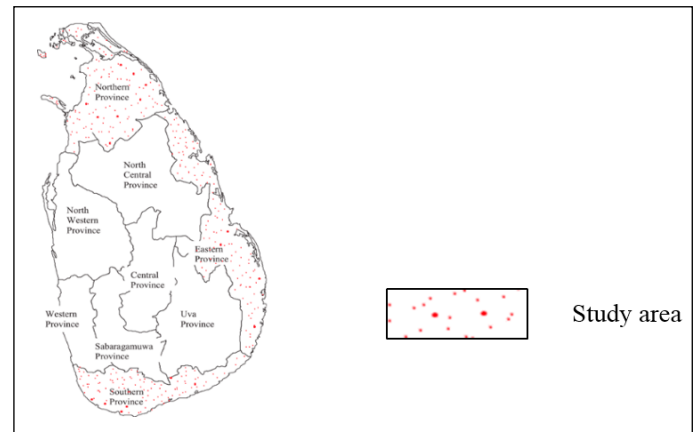 Northern
Province
North
Central
Province
North
Western
Province
Eastern
Province
Central
Province
Western
Province
Uva
Province
Sabaragamuwa
Province
Southern
Province
Study area